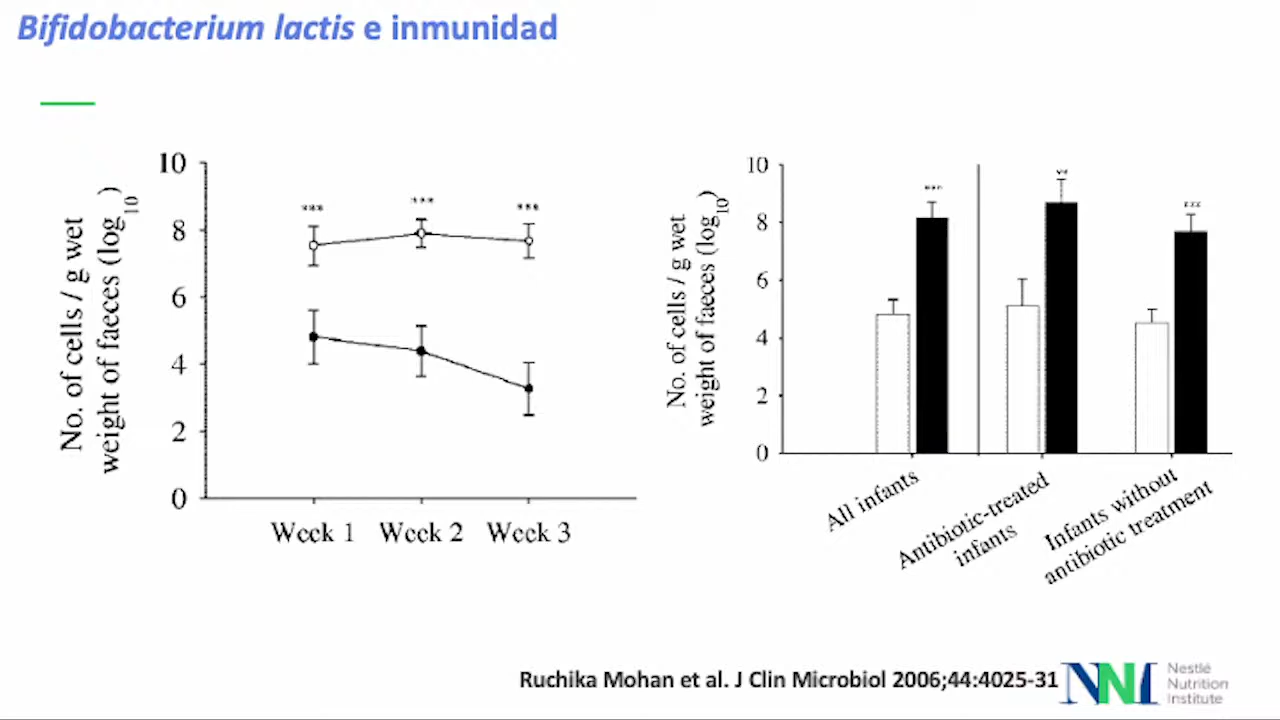 Bifidobacterium lactis e inmunidad
No. of cells / g wet
weight of faeces (log10)
10
8
6
4
2
0
***
***
***
Week 1 Week 2 Week 3
No. of cells / g wet
weight of faeces (log10)
10
8
6
4
2
0
***
**
***
All infants
Antibiotic-treated
infants
Infants without
antibiotic treatment
Ruchika Mohan et al. J Clin Microbiol 2006;44:4025-31
NNI
Nestlé
Nutrition
Institute